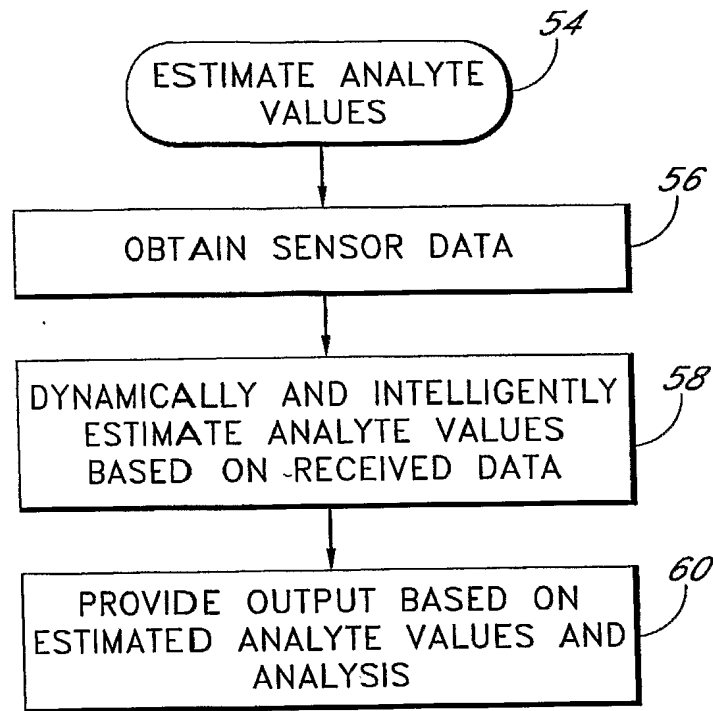 54
ESTIMATE ANALYTE
VALUES
56
OBTAIN SENSOR DATA
58
DYNAMICALLY AND INTELLIGENTLY
ESTIMATE ANALYTE VALUES
BASED ON RECEIVED DATA
60
PROVIDE OUTPUT BASED ON
ESTIMATED ANALYTE VALUES AND
ANALYSIS